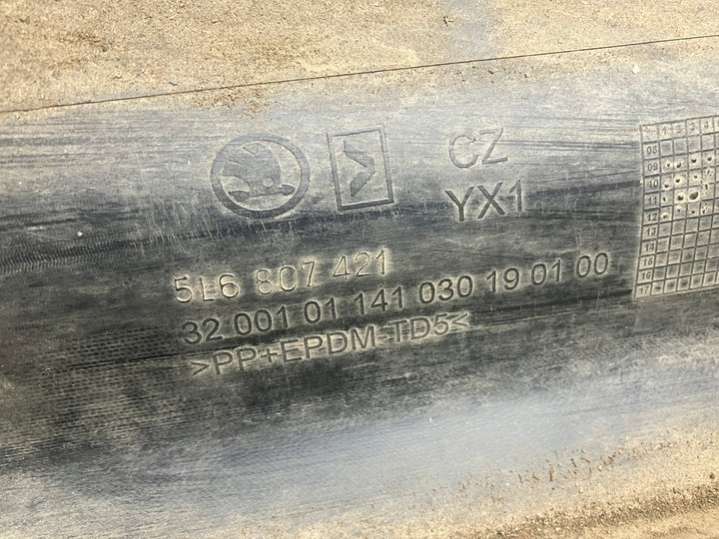 CZ
YX1
5L6 807 421
32 001 01 141 030 19 01 00
>PP+EPDM-TD5<